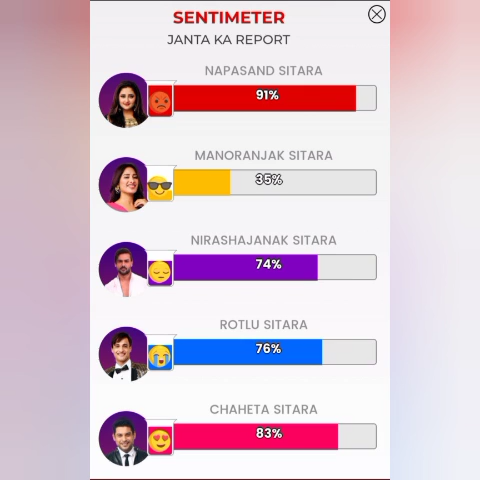 SENTIMETER
JANTA KA REPORT
NAPASAND SITARA
91%
MANORANJAK SITARA
35%
NIRASHAJANAK SITARA
74%
ROTLU SITARA
76%
CHAHETA SITARA
83%